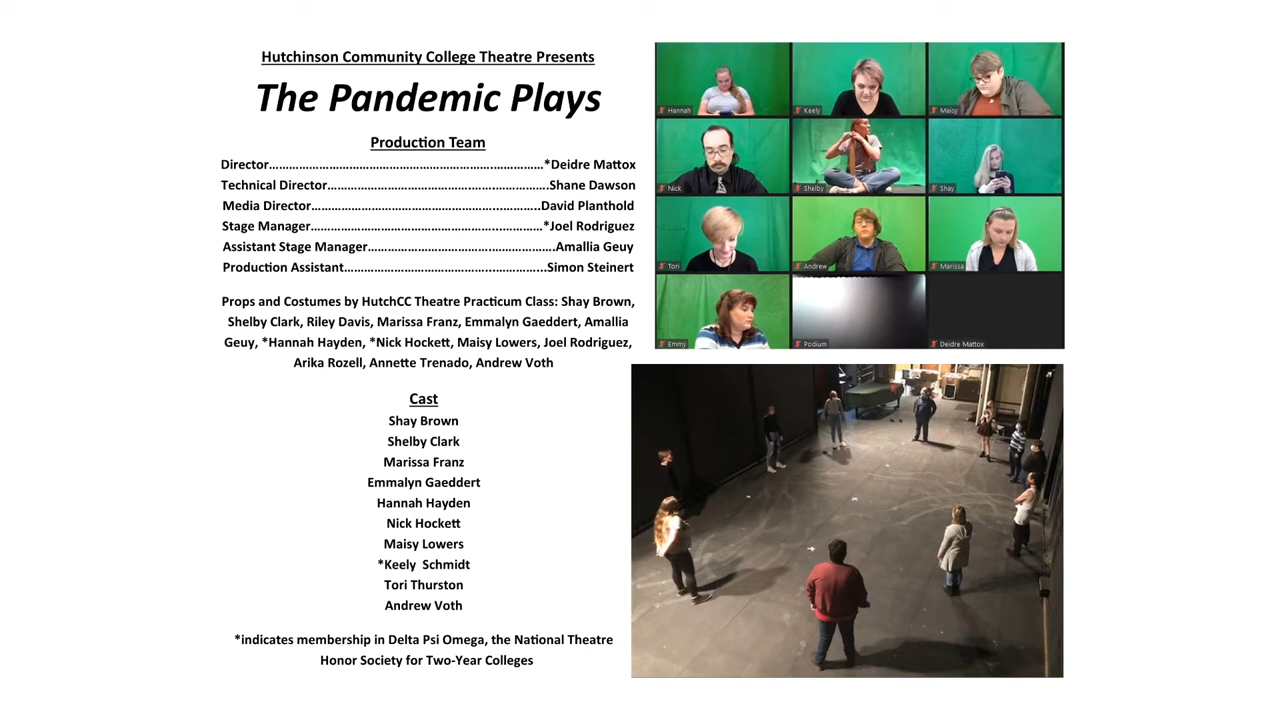 Hutchinson Community College Theatre Presents
The Pandemic Plays
Production Team
Director……………………………………………………*Deidre Mattox
Technical Director……………………………………………Shane Dawson
Media Director………………………………………………David Planthold
Stage Manager………………………………………………*Joel Rodriguez
Assistant Stage Manager……………………………………Amallia Geuy
Production Assistant…………………………………………Simon Steinert
Props and Costumes by HutchCC Theatre Practicum Class: Shay Brown,
Shelby Clark, Riley Davis, Marissa Franz, Emmalyn Gaeddert, Amallia
Geuy, *Hannah Hayden, *Nick Hockett, Maisy Lowers, Joel Rodriguez,
Arika Rozell, Annette Trenado, Andrew Voth
Cast
Shay Brown
Shelby Clark
Marissa Franz
Emmalyn Gaeddert
Hannah Hayden
Nick Hockett
Maisy Lowers
*Keely  Schmidt
Tori Thurston
Andrew Voth
*indicates membership in Delta Psi Omega, the National Theatre
Honor Society for Two-Year Colleges
Hannah
Keely
Maisy
Nick
Shelby
Shay
Tori
Andrew
Marissa
Emmy
Podium
Deidre Mattox